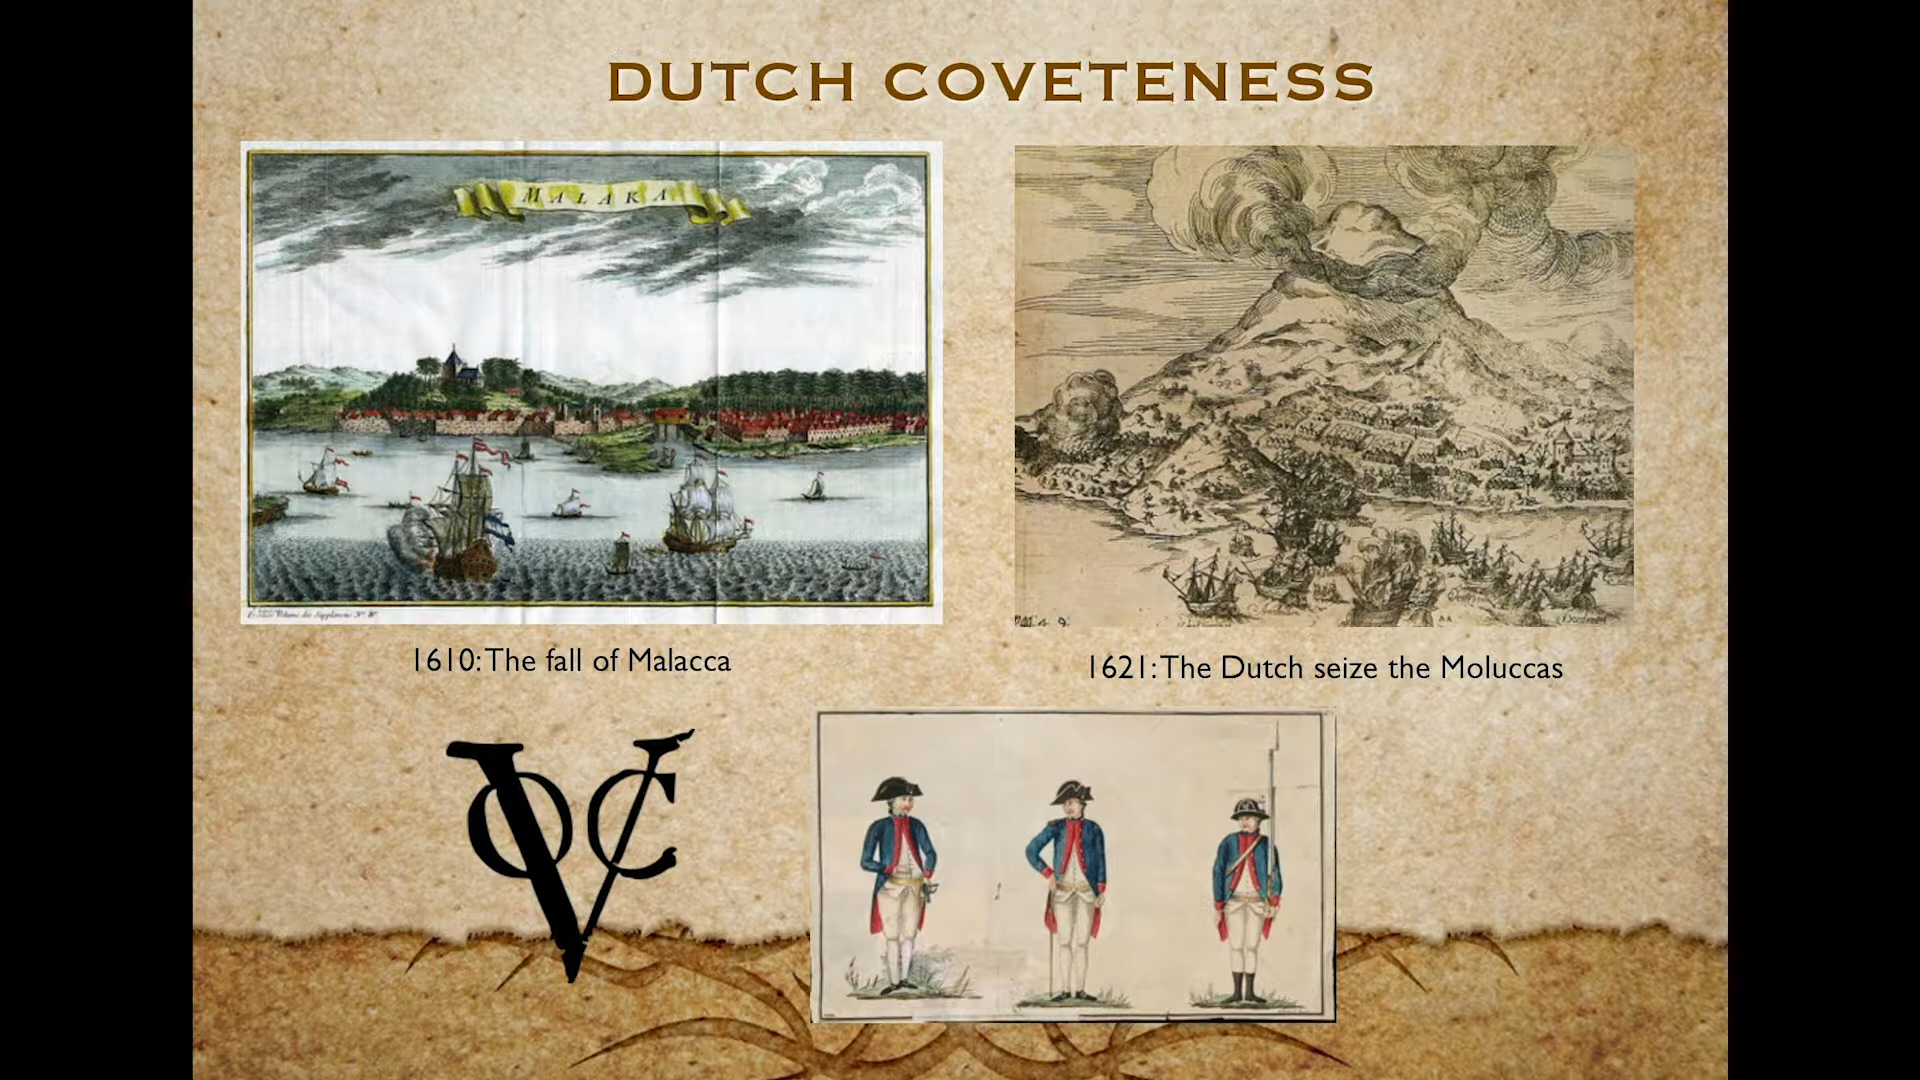 DUTCH COVETENESS
MALAKA
1610: The fall of Malacca
1621: The Dutch seize the Moluccas
VOC